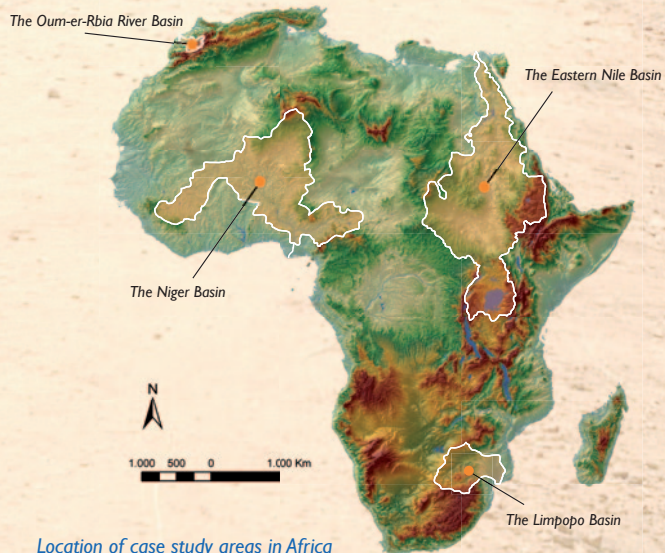 The Oum-er-Rbia River Basin
The Eastern Nile Basin
The Niger Basin
N
1.000 500 0 1.000 Km
The Limpopo Basin
Location of case study areas in Africa